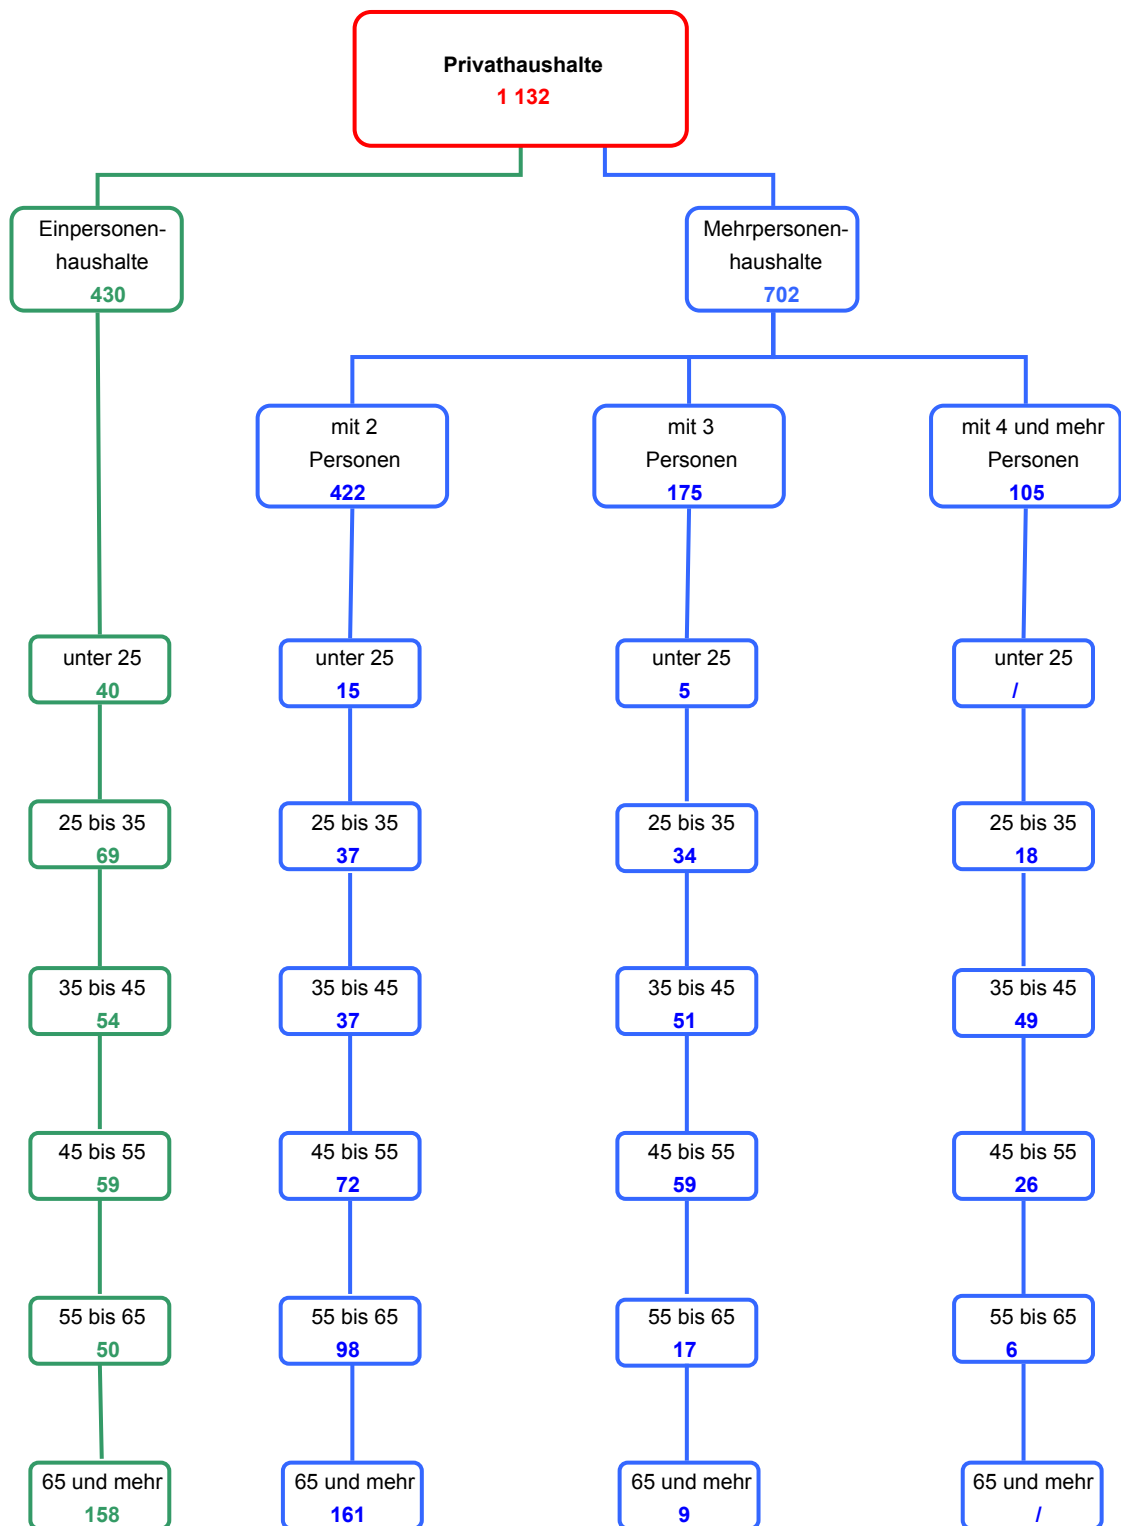 Privathaushalte
1 132
Einpersonen-
haushalte
430
Mehrpersonen-
haushalte
702
mit 2
Personen
422
mit 3
Personen
175
mit 4 und mehr
Personen
105
unter 25
40
unter 25
15
unter 25
5
unter 25
/
25 bis 35
69
25 bis 35
37
25 bis 35
34
25 bis 35
18
35 bis 45
54
35 bis 45
37
35 bis 45
51
35 bis 45
49
45 bis 55
59
45 bis 55
72
45 bis 55
59
45 bis 55
26
55 bis 65
50
55 bis 65
98
55 bis 65
17
55 bis 65
6
65 und mehr
158
65 und mehr
161
65 und mehr
9
65 und mehr
/